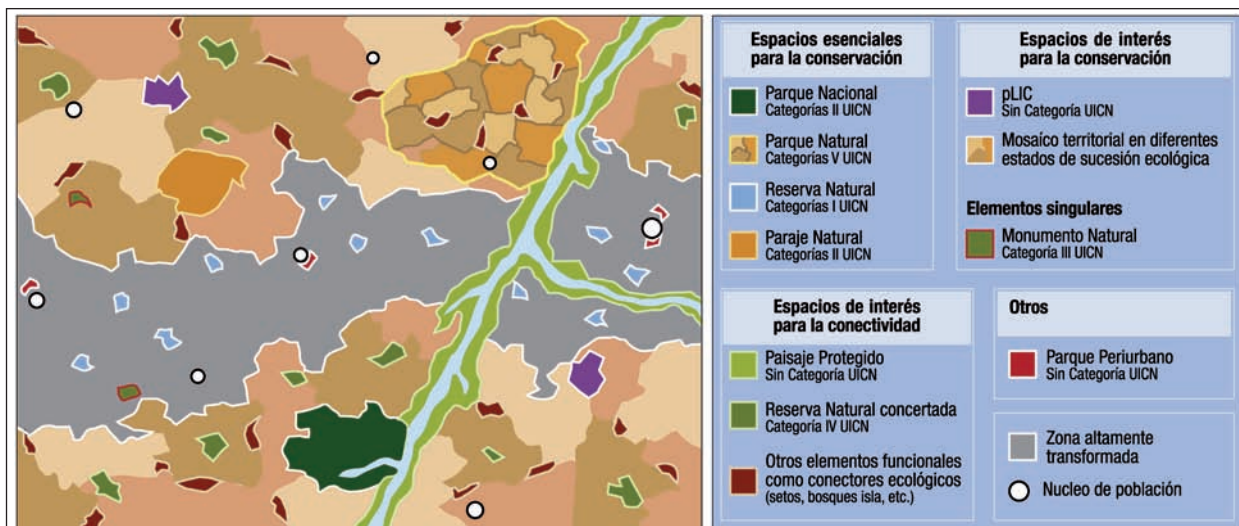 Espacios esenciales
para la conservación
Parque Nacional
Categorías II UICN
Parque Natural
Categorías V UICN
Reserva Natural
Categorías I UICN
Paraje Natural
Categorías II UICN
Espacios de interés
para la conservación
pLIC
Sin Categoría UICN
Mosaíco territorial en diferentes
estados de sucesión ecológica
Elementos singulares
Monumento Natural
Categoría III UICN
Espacios de interés
para la conectividad
Paisaje Protegido
Sin Categoría UICN
Reserva Natural concertada
Categoría IV UICN
Otros elementos funcionales
como conectores ecológicos
(setos, bosques isla, etc.)
Otros
Parque Periurbano
Sin Categoría UICN
Zona altamente
transformada
Nucleo de población